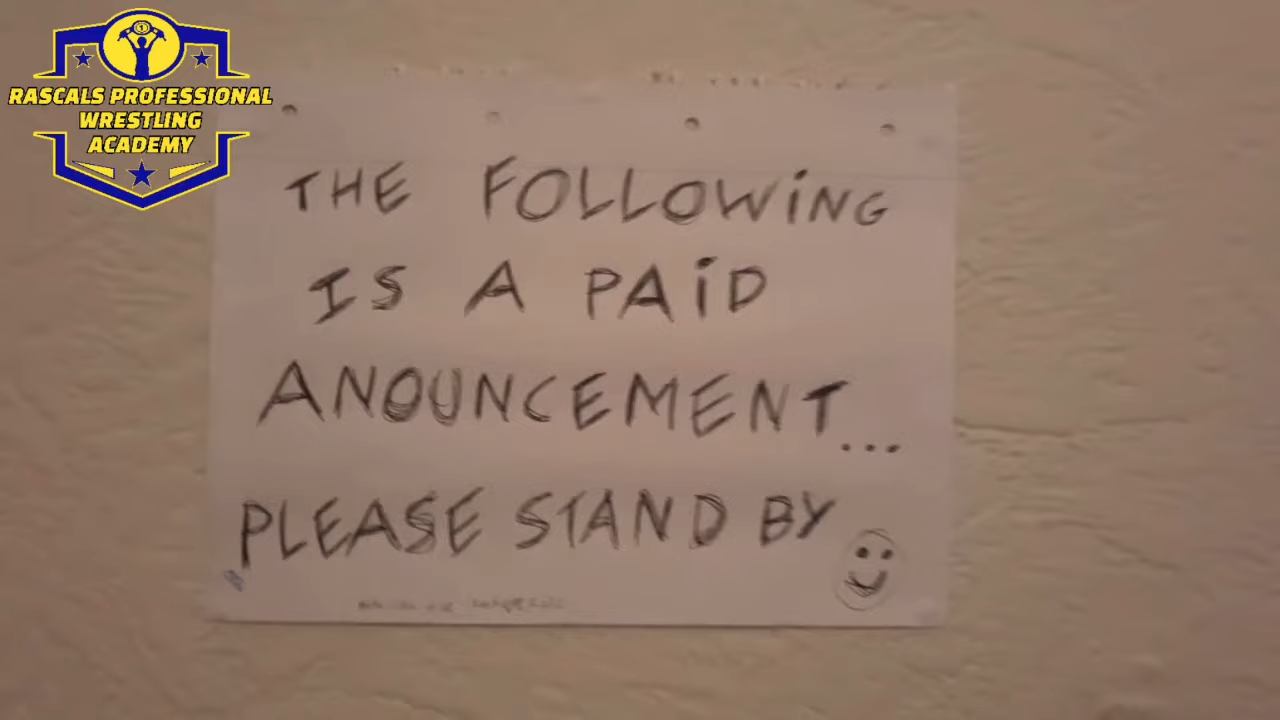 RASCALS PROFESSIONAL
WRESTLING
ACADEMY
THE FOLLOWING
IS A PAID
ANOUNCEMENT...
PLEASE STAND BY